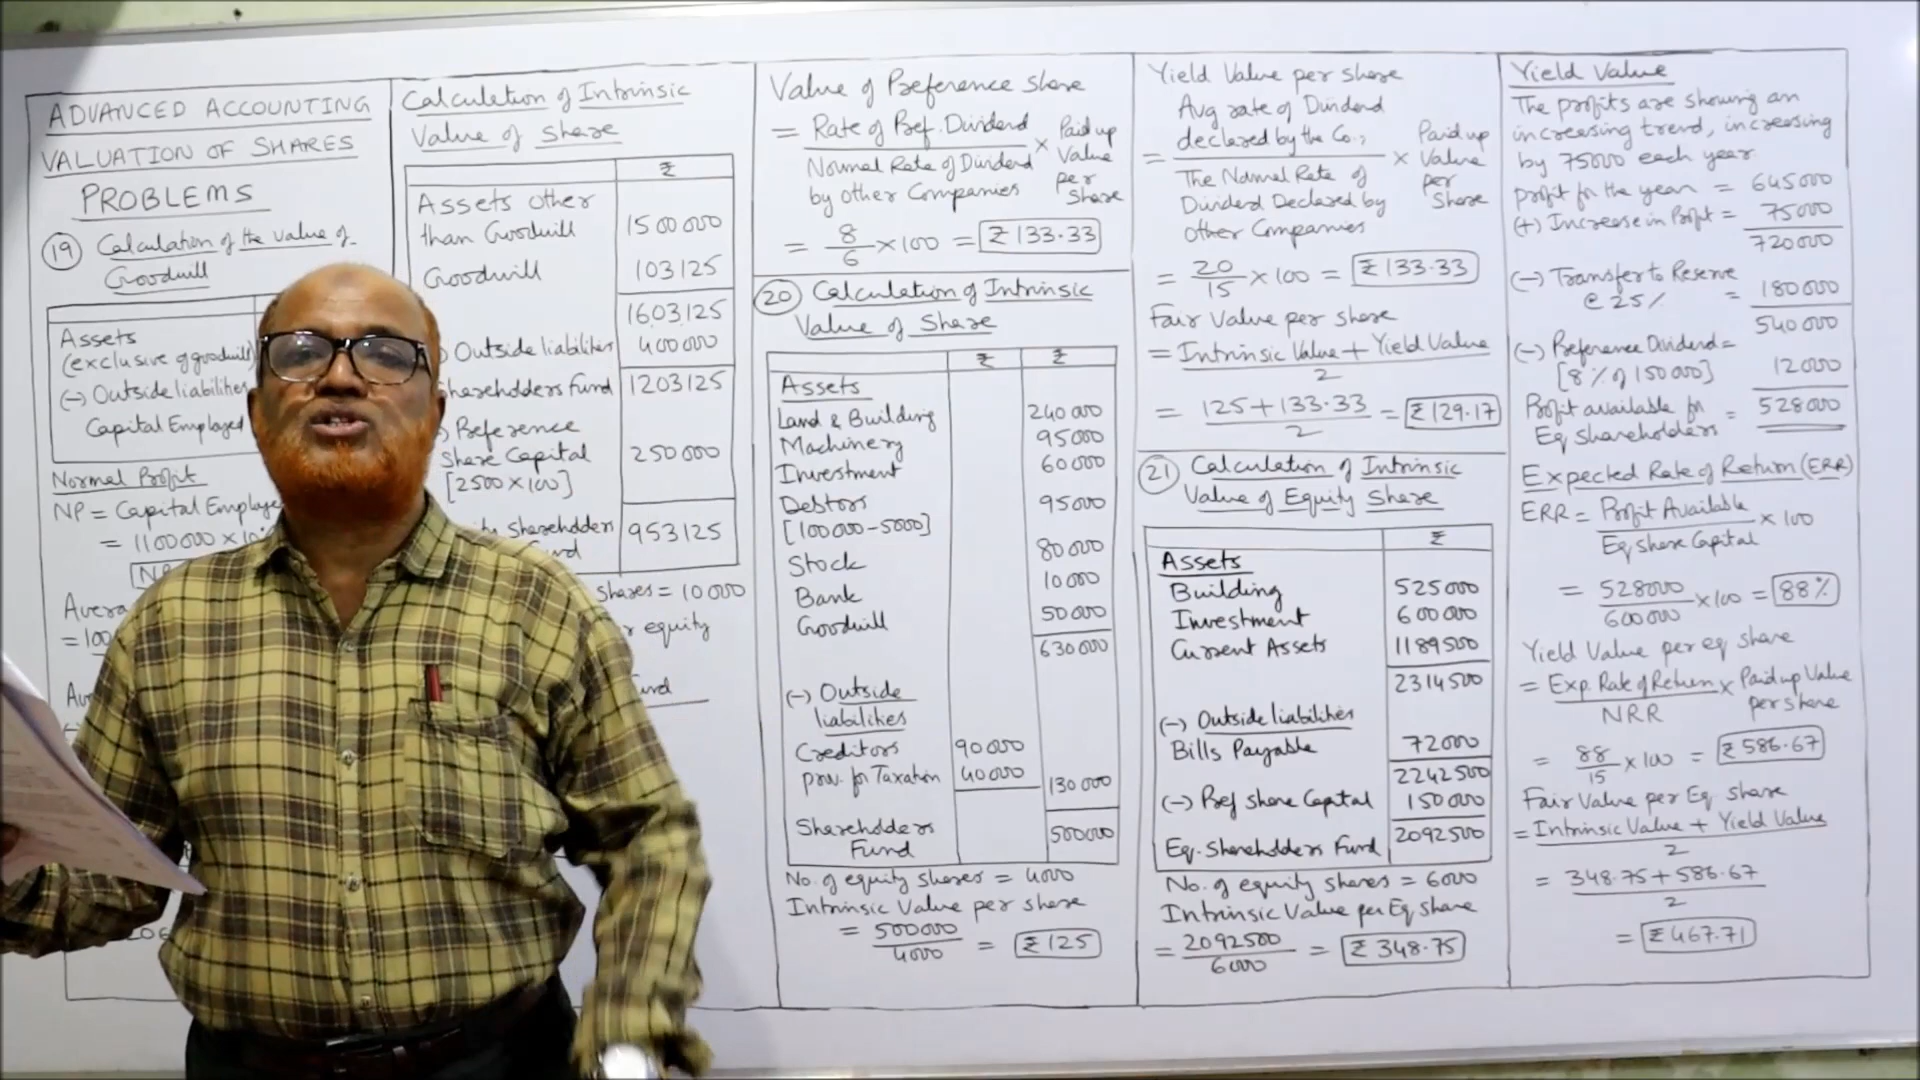 ADVANCED ACCOUNTING
VALUATION OF SHARES
PROBLEMS
19 Calculation of the value of
Goodwill
Assets
(exclusive of goodwill)
(-) Outside liabilities
Capital Employed
Normal Profit
NP = Capital Employe
= 1100000 × 10
NP
Avera
= 100
Av
206
Calculation of Intrinsic
Value of Share
₹
Assets other
than Goodwill 1500000
Goodwill 103125
1603125
Outside liabilities 400000
Shareholders Fund 1203125
Preference
Share Capital 250000
[2500 × 100]
Shareholders 953125
shares = 10000
equity
Value of Preference Share
= Rate of Pref. Dividend / Normal Rate of Dividend by other Companies × Paid up Value per Share
= 8/6 × 100 = ₹133.33
20 Calculation of Intrinsic
Value of Share
₹ ₹
Assets
Land & Building 240000
Machinery 95000
Investment 60000
Debtors 95000
[100000 - 5000]
Stock 80000
Bank 10000
Goodwill 50000
630000
(-) Outside
liabilities
Creditors 90000
Prov. for Taxation 40000 130000
Shareholders 500000
Fund
No. of equity shares = 4000
Intrinsic Value per share
= 500000/4000 = ₹125
Yield Value per share
= Avg rate of Dividend declared by the Co., / The Normal Rate of Dividend Declared by other Companies × Paid up Value per Share
= 20/15 × 100 = ₹133.33
Fair Value per share
= Intrinsic Value + Yield Value / 2
= 125 + 133.33 / 2 = ₹129.17
21 Calculation of Intrinsic
Value of Equity Share
₹
Assets
Building 525000
Investment 600000
Current Assets 1189500
2314500
(-) Outside liabilities
Bills Payable 72000
2242500
(-) Pref share Capital 150000
Eq. Shareholders Fund 2092500
No. of equity shares = 6000
Intrinsic Value per Eq share
= 2092500/6000 = ₹348.75
Yield Value
The profits are showing an
increasing trend, increasing
by 75000 each year
profit for the year = 645000
(+) Increase in Profit = 75000
720000
(-) Transfer to Reserve
@ 25% = 180000
540000
(-) Preference Dividend =
[8% of 150000] 12000
Profit available for
Eq shareholders = 528000
Expected Rate of Return (ERR)
ERR = Profit Available / Eq share Capital × 100
= 528000/600000 × 100 = 88%
Yield Value per eq share
= Exp. Rate of Return / NRR × Paid up Value per share
= 88/15 × 100 = ₹586.67
Fair Value per Eq share
= Intrinsic Value + Yield Value / 2
= 348.75 + 586.67 / 2
= ₹467.71